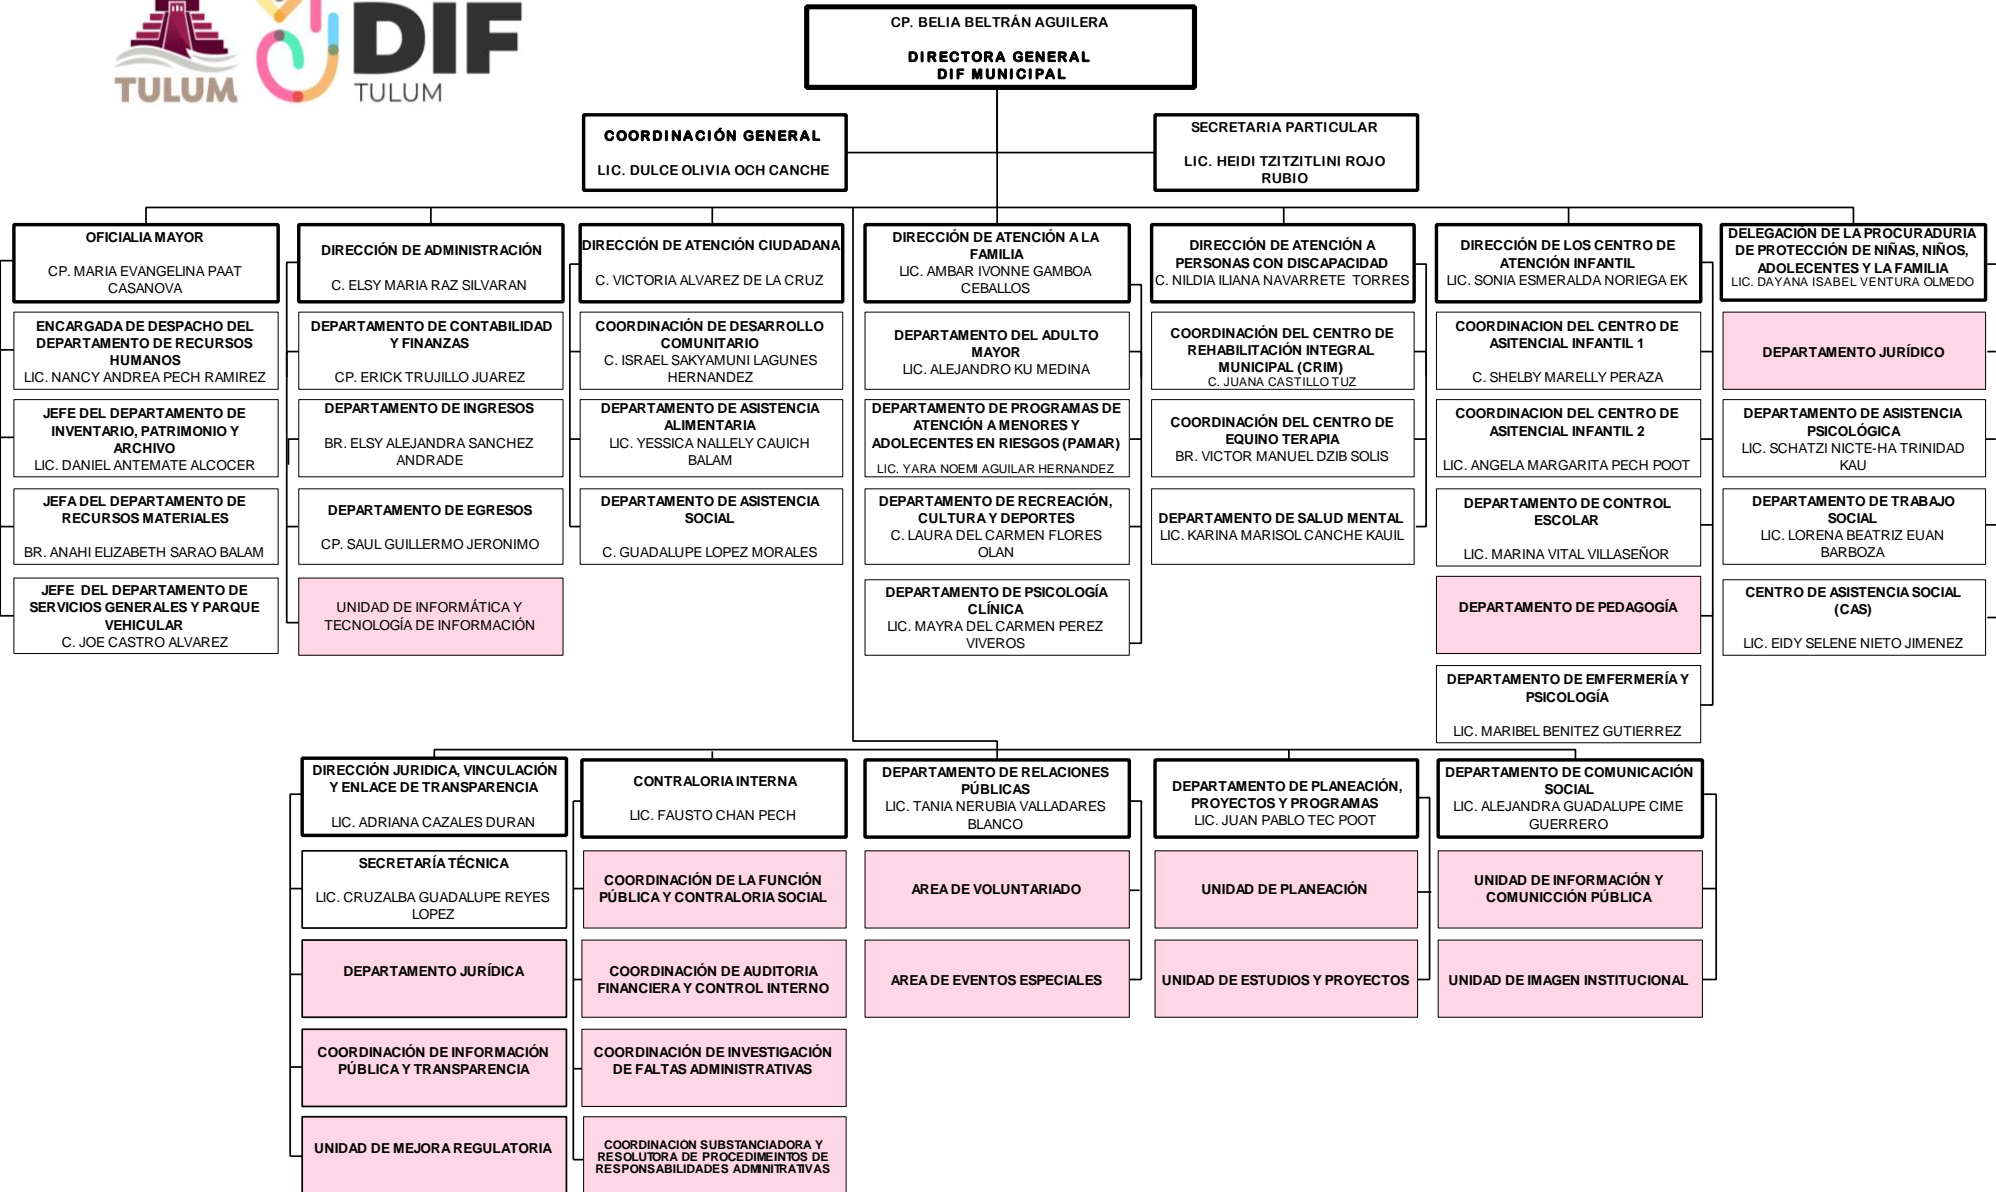 TULUM
DIF
TULUM
CP. BELIA BELTRÁN AGUILERA
DIRECTORA GENERAL
DIF MUNICIPAL
COORDINACIÓN GENERAL
LIC. DULCE OLIVIA OCH CANCHE
SECRETARIA PARTICULAR
LIC. HEIDI TZITZITLINI ROJO
RUBIO
OFICIALIA MAYOR
CP. MARIA EVANGELINA PAAT
CASANOVA
ENCARGADA DE DESPACHO DEL
DEPARTAMENTO DE RECURSOS
HUMANOS
LIC. NANCY ANDREA PECH RAMIREZ
JEFE DEL DEPARTAMENTO DE
INVENTARIO, PATRIMONIO Y
ARCHIVO
LIC. DANIEL ANTEMATE ALCOCER
JEFA DEL DEPARTAMENTO DE
RECURSOS MATERIALES
BR. ANAHI ELIZABETH SARAO BALAM
JEFE DEL DEPARTAMENTO DE
SERVICIOS GENERALES Y PARQUE
VEHICULAR
C. JOE CASTRO ALVAREZ
DIRECCIÓN DE ADMINISTRACIÓN
C. ELSY MARIA RAZ SILVARAN
DEPARTAMENTO DE CONTABILIDAD
Y FINANZAS
CP. ERICK TRUJILLO JUAREZ
DEPARTAMENTO DE INGRESOS
BR. ELSY ALEJANDRA SANCHEZ
ANDRADE
DEPARTAMENTO DE EGRESOS
CP. SAUL GUILLERMO JERONIMO
UNIDAD DE INFORMÁTICA Y
TECNOLOGÍA DE INFORMACIÓN
DIRECCIÓN DE ATENCIÓN CIUDADANA
C. VICTORIA ALVAREZ DE LA CRUZ
COORDINACIÓN DE DESARROLLO
COMUNITARIO
C. ISRAEL SAKYAMUNI LAGUNES
HERNANDEZ
DEPARTAMENTO DE ASISTENCIA
ALIMENTARIA
LIC. YESSICA NALLELY CAUICH
BALAM
DEPARTAMENTO DE ASISTENCIA
SOCIAL
C. GUADALUPE LOPEZ MORALES
DIRECCIÓN DE ATENCIÓN A LA
FAMILIA
LIC. AMBAR IVONNE GAMBOA
CEBALLOS
DEPARTAMENTO DEL ADULTO
MAYOR
LIC. ALEJANDRO KU MEDINA
DEPARTAMENTO DE PROGRAMAS DE
ATENCIÓN A MENORES Y
ADOLECENTES EN RIESGOS (PAMAR)
LIC. YARA NOEMI AGUILAR HERNANDEZ
DEPARTAMENTO DE RECREACIÓN,
CULTURA Y DEPORTES
C. LAURA DEL CARMEN FLORES
OLAN
DEPARTAMENTO DE PSICOLOGÍA
CLÍNICA
LIC. MAYRA DEL CARMEN PEREZ
VIVEROS
DIRECCIÓN DE ATENCIÓN A
PERSONAS CON DISCAPACIDAD
C. NILDIA ILIANA NAVARRETE TORRES
COORDINACIÓN DEL CENTRO DE
REHABILITACIÓN INTEGRAL
MUNICIPAL (CRIM)
C. JUANA CASTILLO TUZ
COORDINACIÓN DEL CENTRO DE
EQUINO TERAPIA
BR. VICTOR MANUEL DZIB SOLIS
DEPARTAMENTO DE SALUD MENTAL
LIC. KARINA MARISOL CANCHE KAUIL
DIRECCIÓN DE LOS CENTRO DE
ATENCIÓN INFANTIL
LIC. SONIA ESMERALDA NORIEGA EK
COORDINACION DEL CENTRO DE
ASITENCIAL INFANTIL 1
C. SHELBY MARELLY PERAZA
COORDINACION DEL CENTRO DE
ASITENCIAL INFANTIL 2
LIC. ANGELA MARGARITA PECH POOT
DEPARTAMENTO DE CONTROL
ESCOLAR
LIC. MARINA VITAL VILLASEÑOR
DEPARTAMENTO DE PEDAGOGÍA
DEPARTAMENTO DE EMFERMERÍA Y
PSICOLOGÍA
LIC. MARIBEL BENITEZ GUTIERREZ
DELEGACIÓN DE LA PROCURADURIA
DE PROTECCIÓN DE NIÑAS, NIÑOS,
ADOLECENTES Y LA FAMILIA
LIC. DAYANA ISABEL VENTURA OLMEDO
DEPARTAMENTO JURÍDICO
DEPARTAMENTO DE ASISTENCIA
PSICOLÓGICA
LIC. SCHATZI NICTE-HA TRINIDAD
KAU
DEPARTAMENTO DE TRABAJO
SOCIAL
LIC. LORENA BEATRIZ EUAN
BARBOZA
CENTRO DE ASISTENCIA SOCIAL
(CAS)
LIC. EIDY SELENE NIETO JIMENEZ
DIRECCIÓN JURIDICA, VINCULACIÓN
Y ENLACE DE TRANSPARENCIA
LIC. ADRIANA CAZALES DURAN
SECRETARÍA TÉCNICA
LIC. CRUZALBA GUADALUPE REYES
LOPEZ
DEPARTAMENTO JURÍDICA
COORDINACIÓN DE INFORMACIÓN
PÚBLICA Y TRANSPARENCIA
UNIDAD DE MEJORA REGULATORIA
CONTRALORIA INTERNA
LIC. FAUSTO CHAN PECH
COORDINACIÓN DE LA FUNCIÓN
PÚBLICA Y CONTRALORIA SOCIAL
COORDINACIÓN DE AUDITORIA
FINANCIERA Y CONTROL INTERNO
COORDINACIÓN DE INVESTIGACIÓN
DE FALTAS ADMINISTRATIVAS
COORDINACIÓN SUBSTANCIADORA Y
RESOLUTORA DE PROCEDIMEINTOS DE
RESPONSABILIDADES ADMINITRATIVAS
DEPARTAMENTO DE RELACIONES
PÚBLICAS
LIC. TANIA NERUBIA VALLADARES
BLANCO
AREA DE VOLUNTARIADO
AREA DE EVENTOS ESPECIALES
DEPARTAMENTO DE PLANEACIÓN,
PROYECTOS Y PROGRAMAS
LIC. JUAN PABLO TEC POOT
UNIDAD DE PLANEACIÓN
UNIDAD DE ESTUDIOS Y PROYECTOS
DEPARTAMENTO DE COMUNICACIÓN
SOCIAL
LIC. ALEJANDRA GUADALUPE CIME
GUERRERO
UNIDAD DE INFORMACIÓN Y
COMUNICCIÓN PÚBLICA
UNIDAD DE IMAGEN INSTITUCIONAL